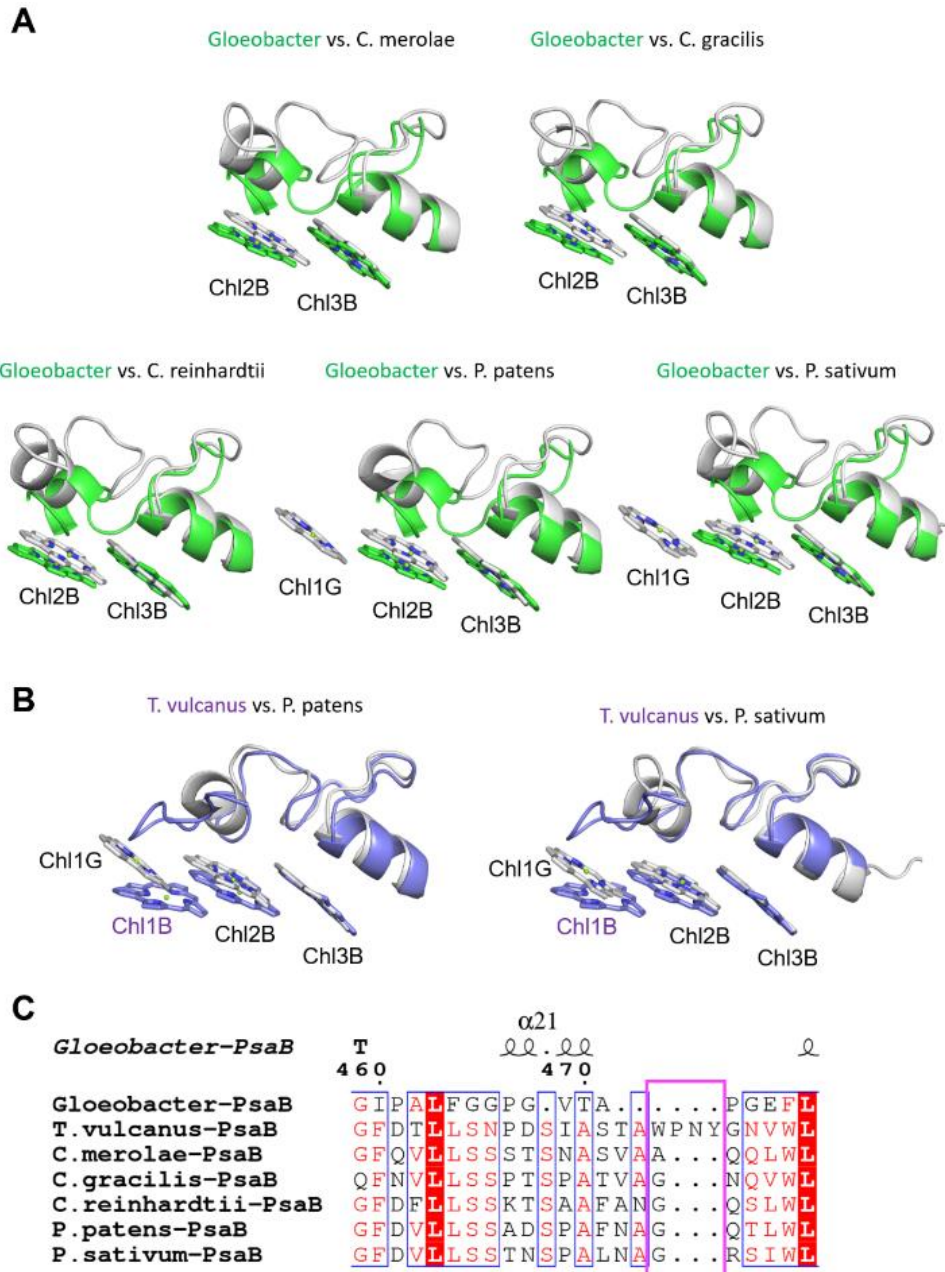 A
Gloeobacter vs. C. merolae
Gloeobacter vs. C. gracilis
Chl2B
Chl3B
Chl2B
Chl3B
Gloeobacter vs. C. reinhardtii
Gloeobacter vs. P. patens
Gloeobacter vs. P. sativum
Chl2B
Chl3B
Chl1G
Chl2B
Chl3B
Chl1G
Chl2B
Chl3B
B
T. vulcanus vs. P. patens
T. vulcanus vs. P. sativum
Chl1G
Chl1B
Chl2B
Chl3B
Chl1G
Chl1B
Chl2B
Chl3B
C
α21
Gloeobacter–PsaB T
460 470
Gloeobacter–PsaB GIPALFGGPG.VTA......PGEFL
T.vulcanus–PsaB GFDTLLSNPDSIASTAWPNYGNVWL
C.merolae–PsaB GFQVLLSSSTSNASVAA...QQLWL
C.gracilis–PsaB QFNVLLSSPTSPATVAG...NQVWL
C.reinhardtii–PsaB GFDFLLSSKTSAAFANG...QSLWL
P.patens–PsaB GFDVLLSSADSPAFNAG...QTLWL
P.sativum–PsaB GFDVLLSSTNSPALNAG...RSIWL